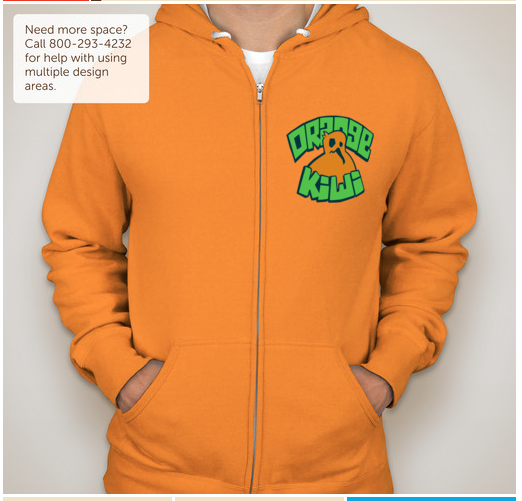 Need more space?
Call 800-293-4232
for help with using
multiple design
areas.
ORange
KiWi